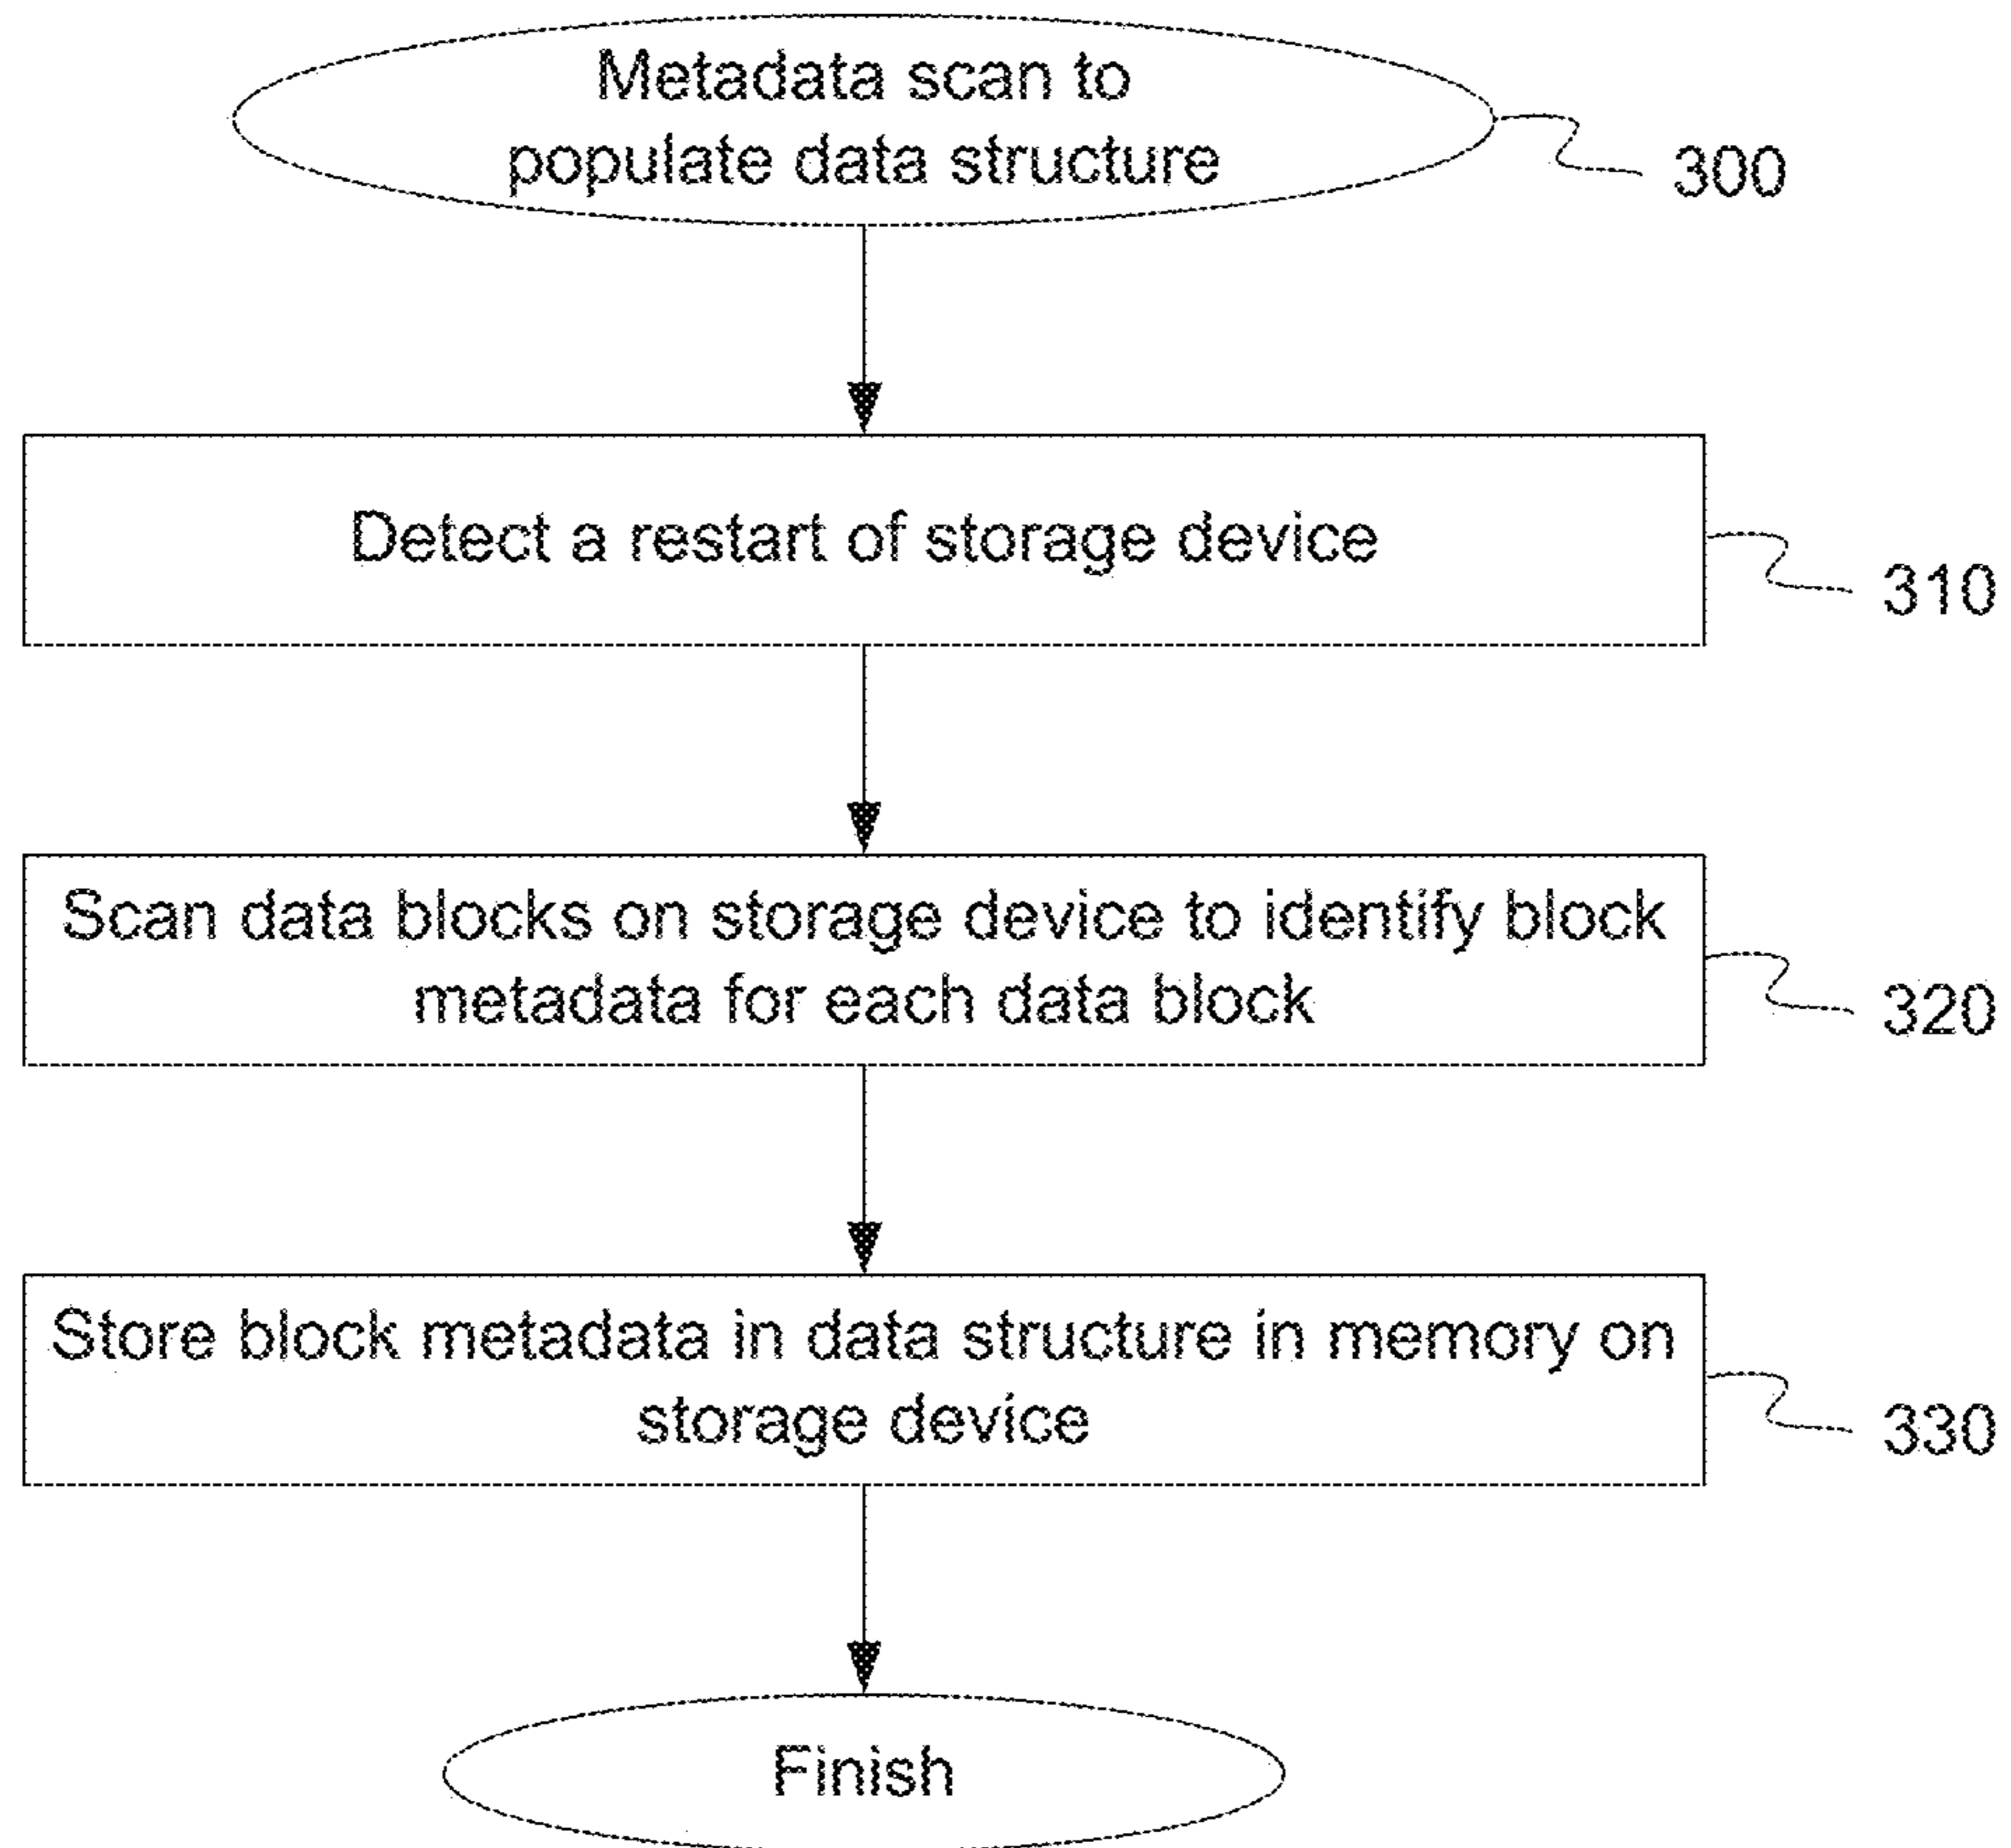 Metadata scan to
populate data structure
300
Detect a restart of storage device
310
Scan data blocks on storage device to identify block
metadata for each data block
320
Store block metadata in data structure in memory on
storage device
330
Finish